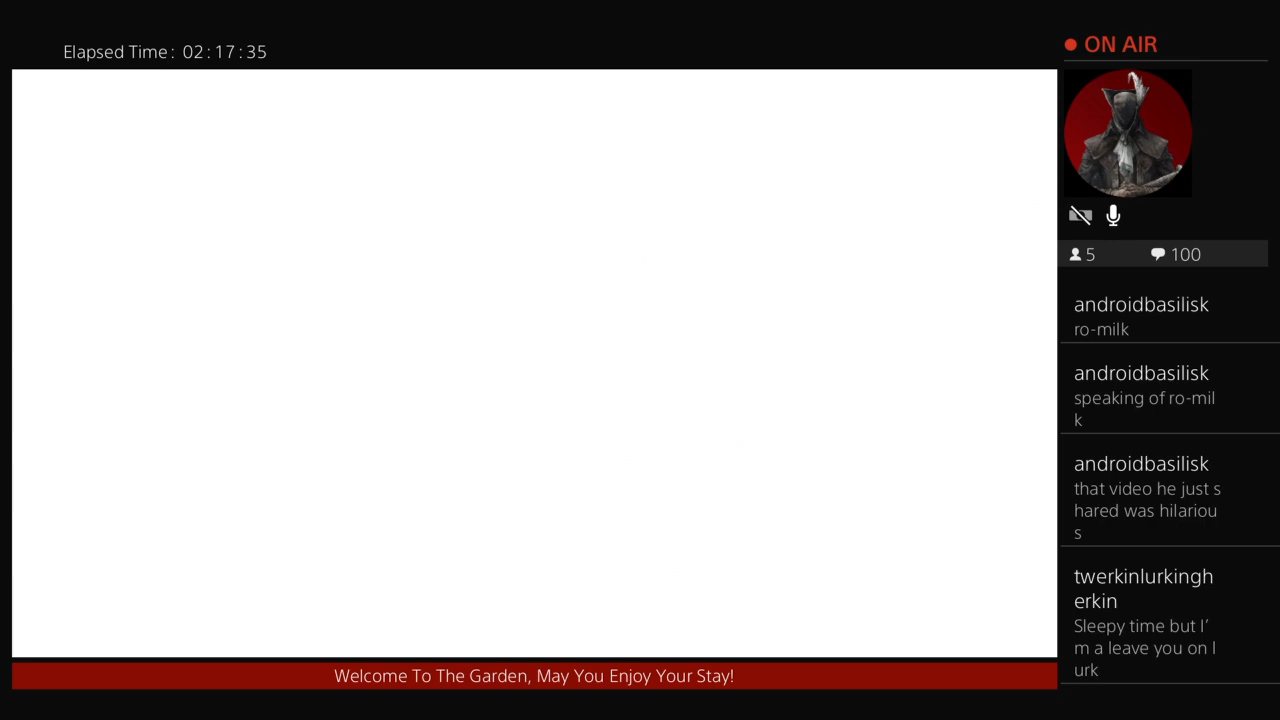 Elapsed Time: 02:17:35
ON AIR
5
100
androidbasilisk
ro-milk
androidbasilisk
speaking of ro-mil
k
androidbasilisk
that video he just s
hared was hilariou
s
twerkinlurkingh
erkin
Sleepy time but I’
m a leave you on l
urk
Welcome To The Garden, May You Enjoy Your Stay!